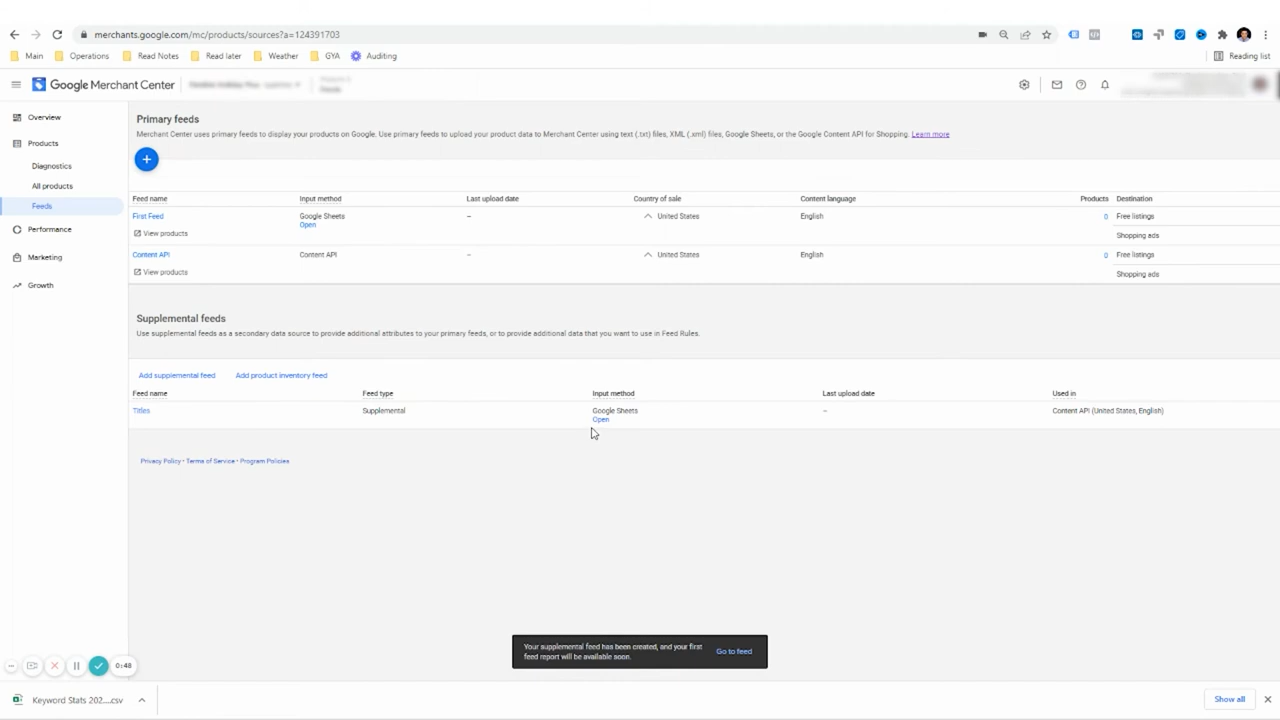 merchants.google.com/mc/products/sources?a=124391703
Main Operations Read Notes Read later Weather GYA Auditing Reading list
Google Merchant Center
Overview
Products
Diagnostics
All products
Feeds
Performance
Marketing
Growth
Primary feeds
Merchant Center uses primary feeds to display your products on Google. Use primary feeds to upload your product data to Merchant Center using text (.txt) files, XML (.xml) files, Google Sheets, or the Google Content API for Shopping. Learn more
Feed name Input method Last upload date Country of sale Content language Products Destination
First Feed Google Sheets – United States English 0 Free listings
Open
View products Shopping ads
Content API Content API – United States English 0 Free listings
View products Shopping ads
Supplemental feeds
Use supplemental feeds as a secondary data source to provide additional attributes to your primary feeds, or to provide additional data that you want to use in Feed Rules.
Add supplemental feed Add product inventory feed
Feed name Feed type Input method Last upload date Used in
Titles Supplemental Google Sheets – Content API (United States, English)
Open
Privacy Policy • Terms of Service • Program Policies
Your supplemental feed has been created, and your first
feed report will be available soon.
Go to feed
0:48
Keyword Stats 202....csv
Show all